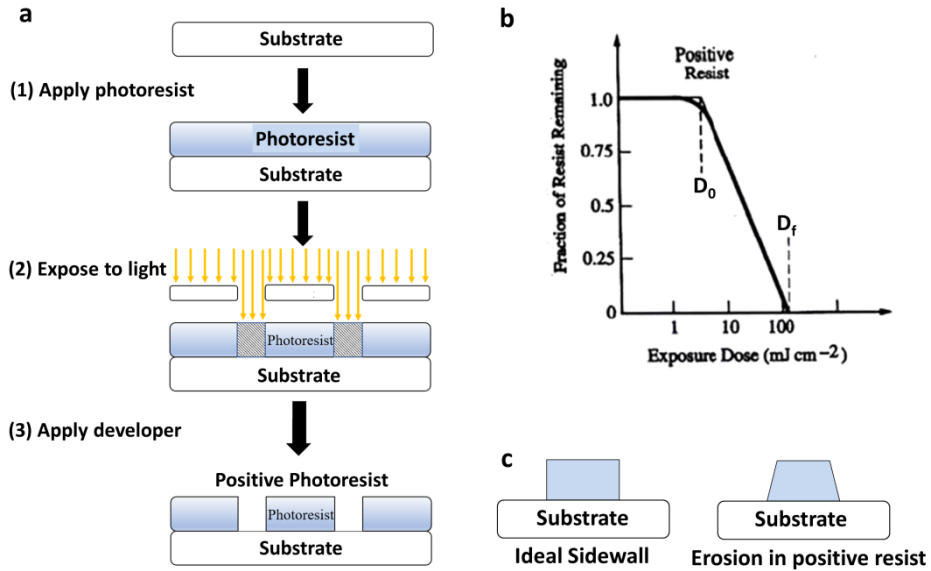 a
Substrate
(1) Apply photoresist
Photoresist
Substrate
(2) Expose to light
Photoresist
Substrate
(3) Apply developer
Positive Photoresist
Photoresist
Substrate
b
Positive
Resist
Fraction of Resist Remaining
1.0
0.75
0.5
0.25
0
D₀
D_f
1 10 100
Exposure Dose (mJ cm⁻²)
c
Substrate
Ideal Sidewall
Substrate
Erosion in positive resist